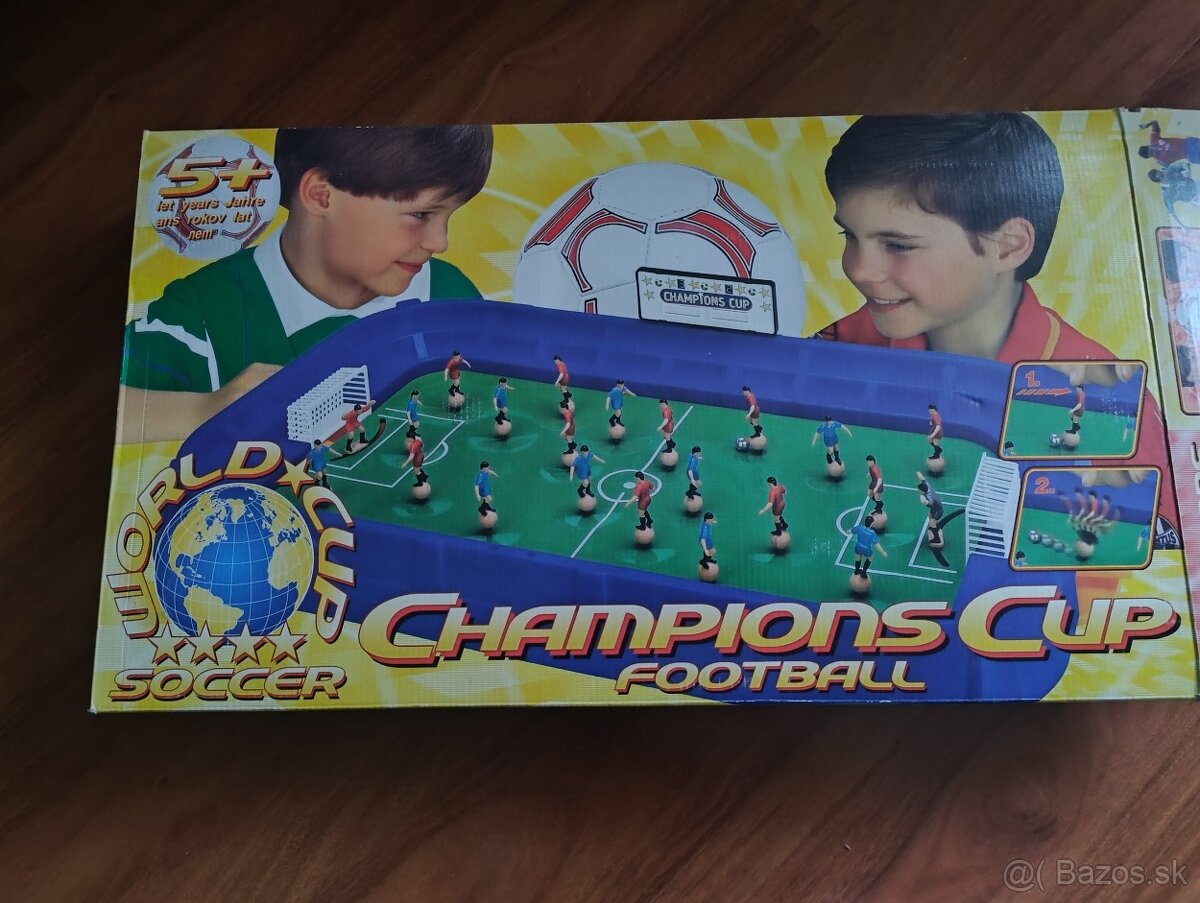 5+
let years Jahre
ans rokov lat
nem
CHAMPIONS CUP
1.
2.
WORLD CUP
SOCCER
CHAMPIONS CUP
FOOTBALL
@( Bazos.sk